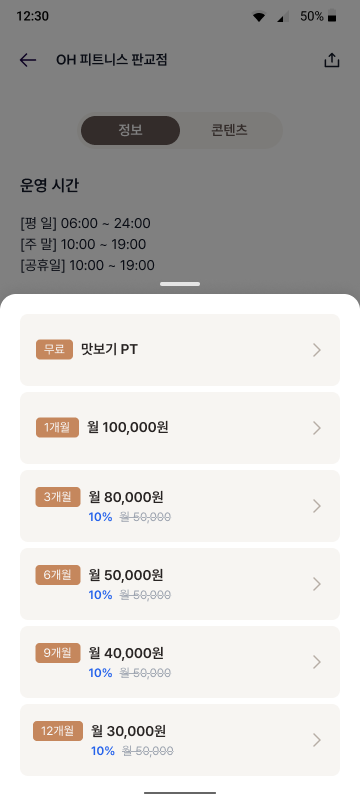 12:30
50%
OH 피트니스 판교점
정보
콘텐츠
운영 시간
[평 일] 06:00 ~ 24:00
[주 말] 10:00 ~ 19:00
[공휴일] 10:00 ~ 19:00
무료 맛보기 PT
1개월 월 100,000원
3개월 월 80,000원
10% 월 50,000
6개월 월 50,000원
10% 월 50,000
9개월 월 40,000원
10% 월 50,000
12개월 월 30,000원
10% 월 50,000